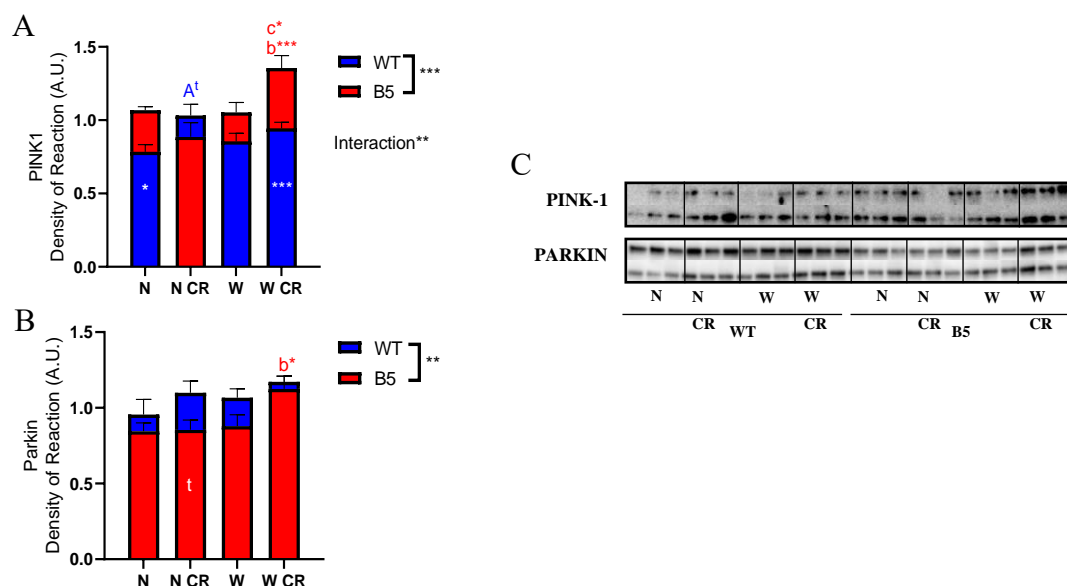 A
PINK1
Density of Reaction (A.U.)
1.5
1.0
0.5
0.0
c*
b***
A^t
*
***
N
N CR
W
W CR
WT
B5
***
Interaction**
B
Parkin
Density of Reaction (A.U.)
1.5
1.0
0.5
0.0
b*
t
N
N CR
W
W CR
WT
B5
**
C
PINK-1
PARKIN
N N W W N N W W
CR WT CR CR B5 CR